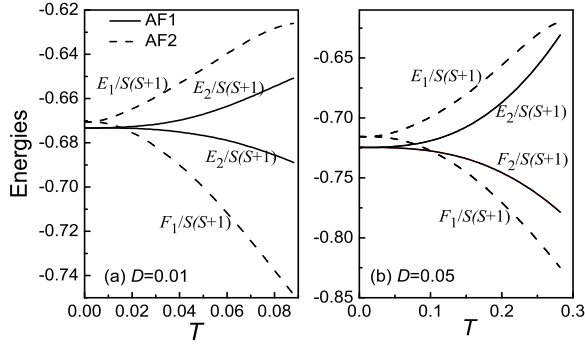 -0.62
-0.64
-0.66
-0.68
-0.70
-0.72
-0.74
Energies
AF1
AF2
E1/S(S+1)
E2/S(S+1)
E2/S(S+1)
F1/S(S+1)
(a) D=0.01
0.00 0.02 0.04 0.06 0.08
T
-0.65
-0.70
-0.75
-0.80
-0.85
E1/S(S+1)
E2/S(S+1)
F2/S(S+1)
F1/S(S+1)
(b) D=0.05
0.0 0.1 0.2 0.3
T